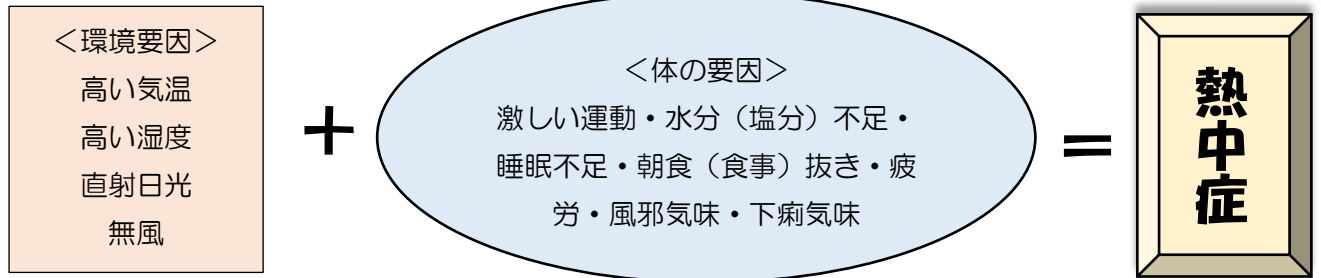 ＜環境要因＞
高い気温
高い湿度
直射日光
無風
＋
＜体の要因＞
激しい運動・水分（塩分）不足・
睡眠不足・朝食（食事）抜き・疲
労・風邪気味・下痢気味
＝
熱中症